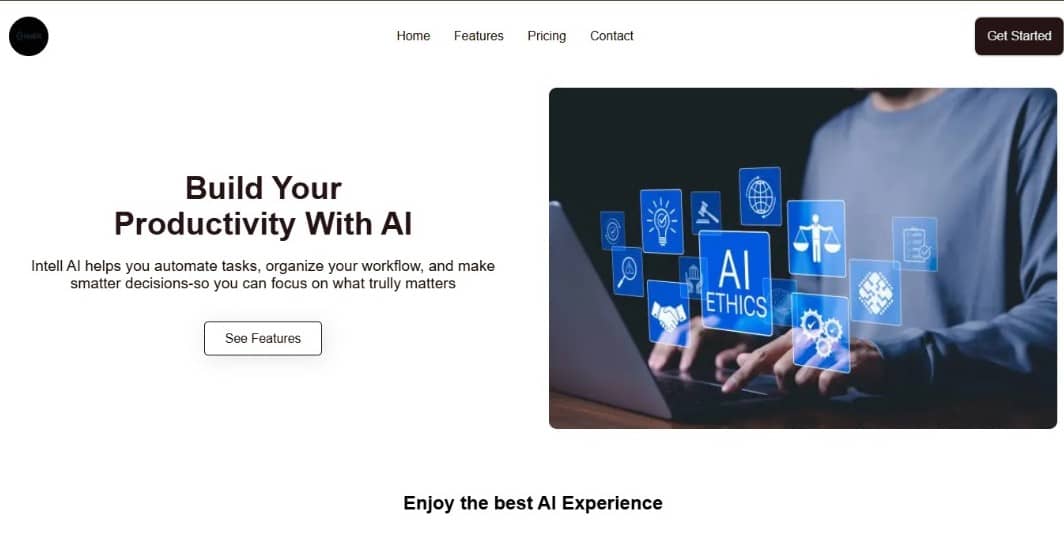 Home
Features
Pricing
Contact
Get Started
Build Your
Productivity With AI
Intell AI helps you automate tasks, organize your workflow, and make
smatter decisions-so you can focus on what trully matters
See Features
AI
ETHICS
Enjoy the best AI Experience